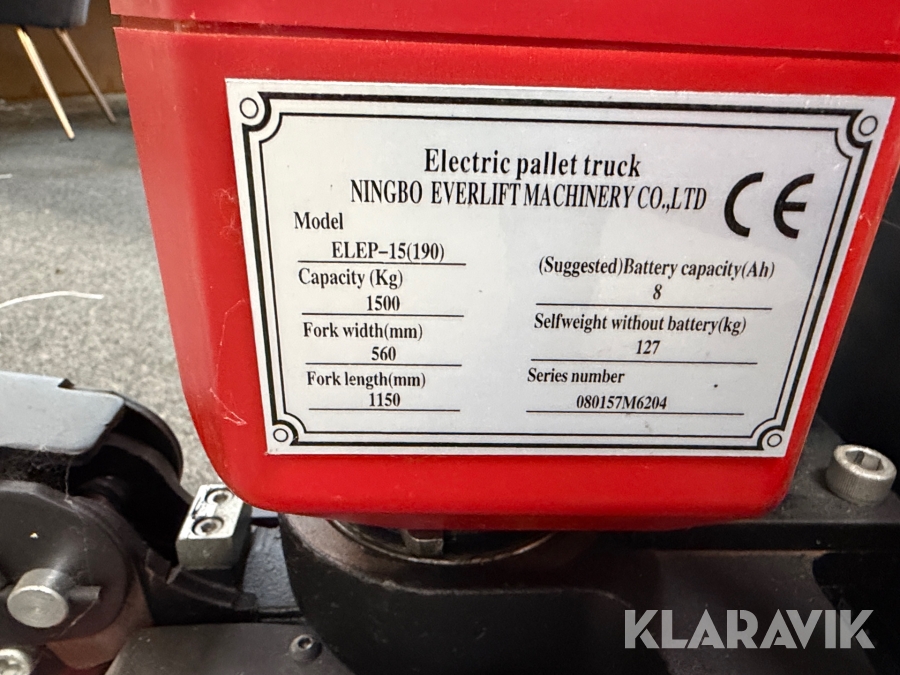 Electric pallet truck
NINGBO EVERLIFT MACHINERY CO.,LTD
CE
Model
ELEP-15(190)
Capacity (Kg)
1500
Fork width(mm)
560
Fork length(mm)
1150
(Suggested)Battery capacity(Ah)
8
Selfweight without battery(kg)
127
Series number
080157M6204
KLARAVIK